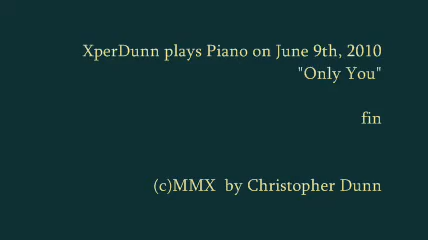 XperDunn plays Piano on June 9th, 2010
"Only You"
fin
(c)MMX  by Christopher Dunn